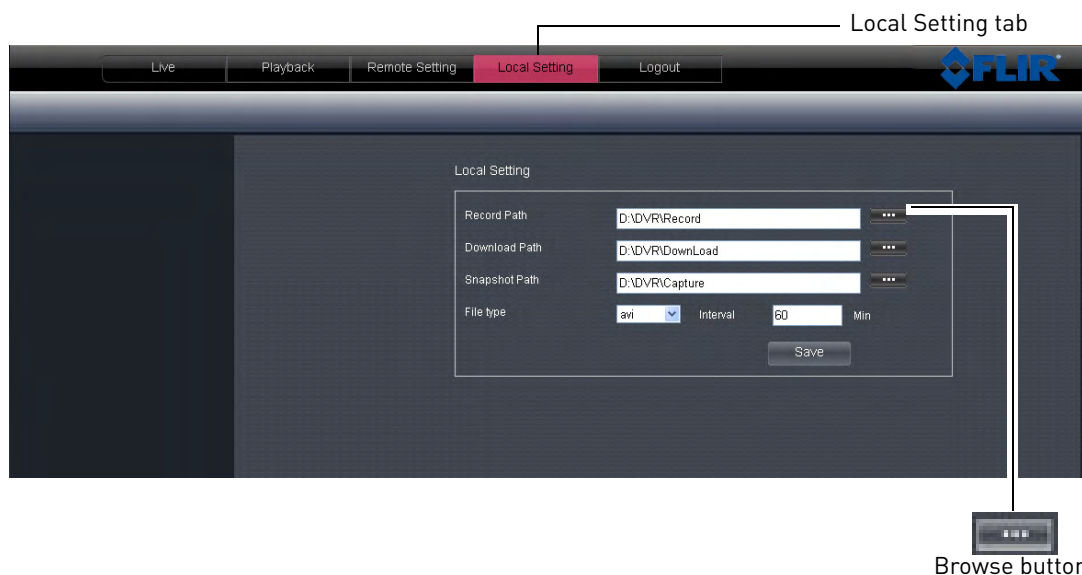 Local Setting tab
Live Playback Remote Setting Local Setting Logout
FLIR
Local Setting
Record Path D:\DVR\Record
Download Path D:\DVR\DownLoad
Snapshot Path D:\DVR\Capture
File type avi Interval 60 Min
Save
Browse button